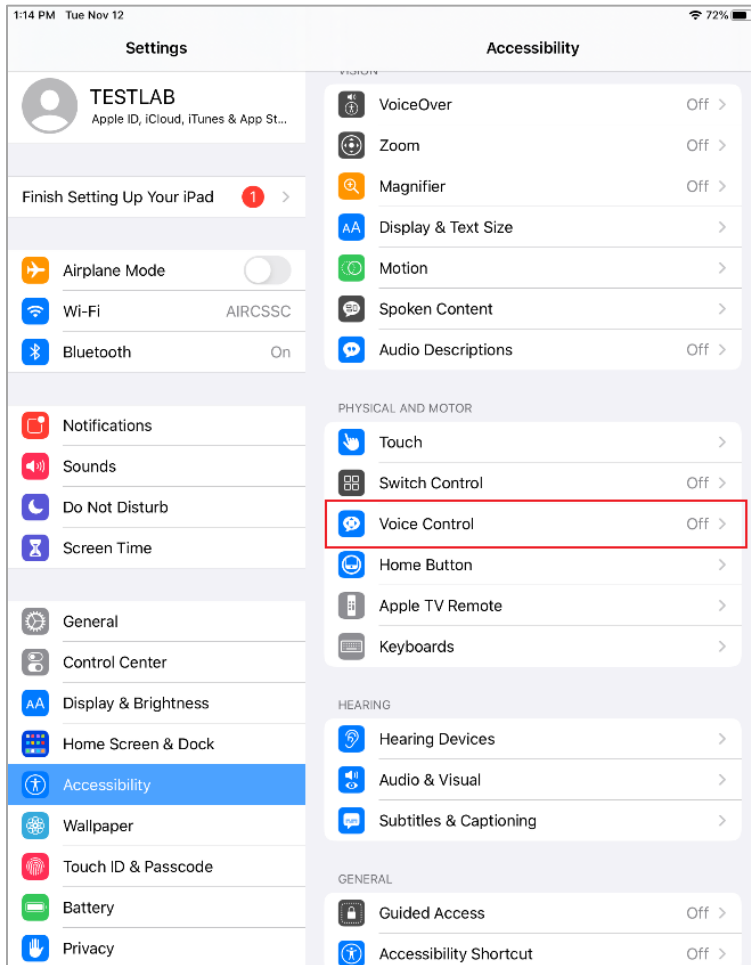 1:14 PM Tue Nov 12
72%
Settings
TESTLAB
Apple ID, iCloud, iTunes & App St...
Finish Setting Up Your iPad 1
Airplane Mode
Wi-Fi AIRCSSC
Bluetooth On
Notifications
Sounds
Do Not Disturb
Screen Time
General
Control Center
AA Display & Brightness
Home Screen & Dock
Accessibility
Wallpaper
Touch ID & Passcode
Battery
Privacy
Accessibility
VISION
VoiceOver Off
Zoom Off
Magnifier Off
AA Display & Text Size
Motion
Spoken Content
Audio Descriptions Off
PHYSICAL AND MOTOR
Touch
Switch Control Off
Voice Control Off
Home Button
Apple TV Remote
Keyboards
HEARING
Hearing Devices
Audio & Visual
Subtitles & Captioning
GENERAL
Guided Access Off
Accessibility Shortcut Off